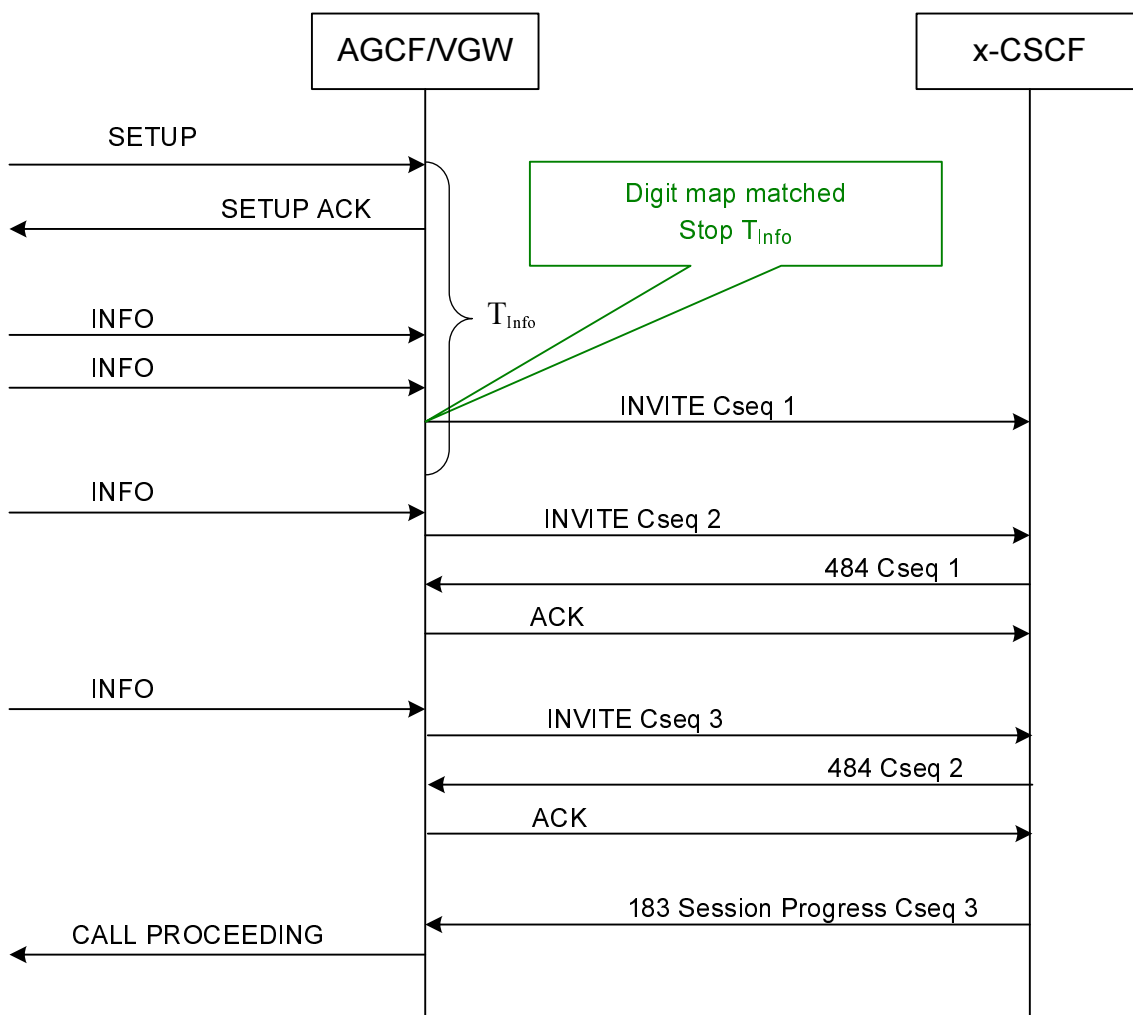 AGCF/VGW
x-CSCF
SETUP
Digit map matched
Stop TInfo
SETUP ACK
INFO
TInfo
INFO
INVITE Cseq 1
INFO
INVITE Cseq 2
484 Cseq 1
ACK
INFO
INVITE Cseq 3
484 Cseq 2
ACK
183 Session Progress Cseq 3
CALL PROCEEDING